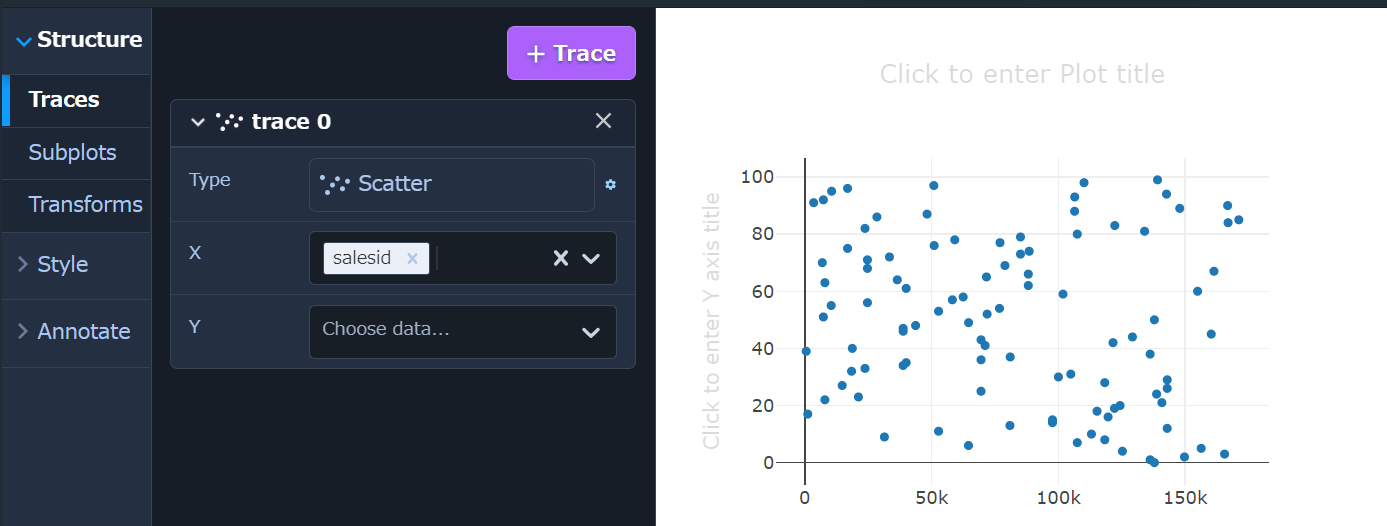 Structure
Traces
Subplots
Transforms
Style
Annotate
+ Trace
trace 0
Type
Scatter
X
salesid
Y
Choose data...
Click to enter Plot title
Click to enter Y axis title
100
80
60
40
20
0
0
50k
100k
150k